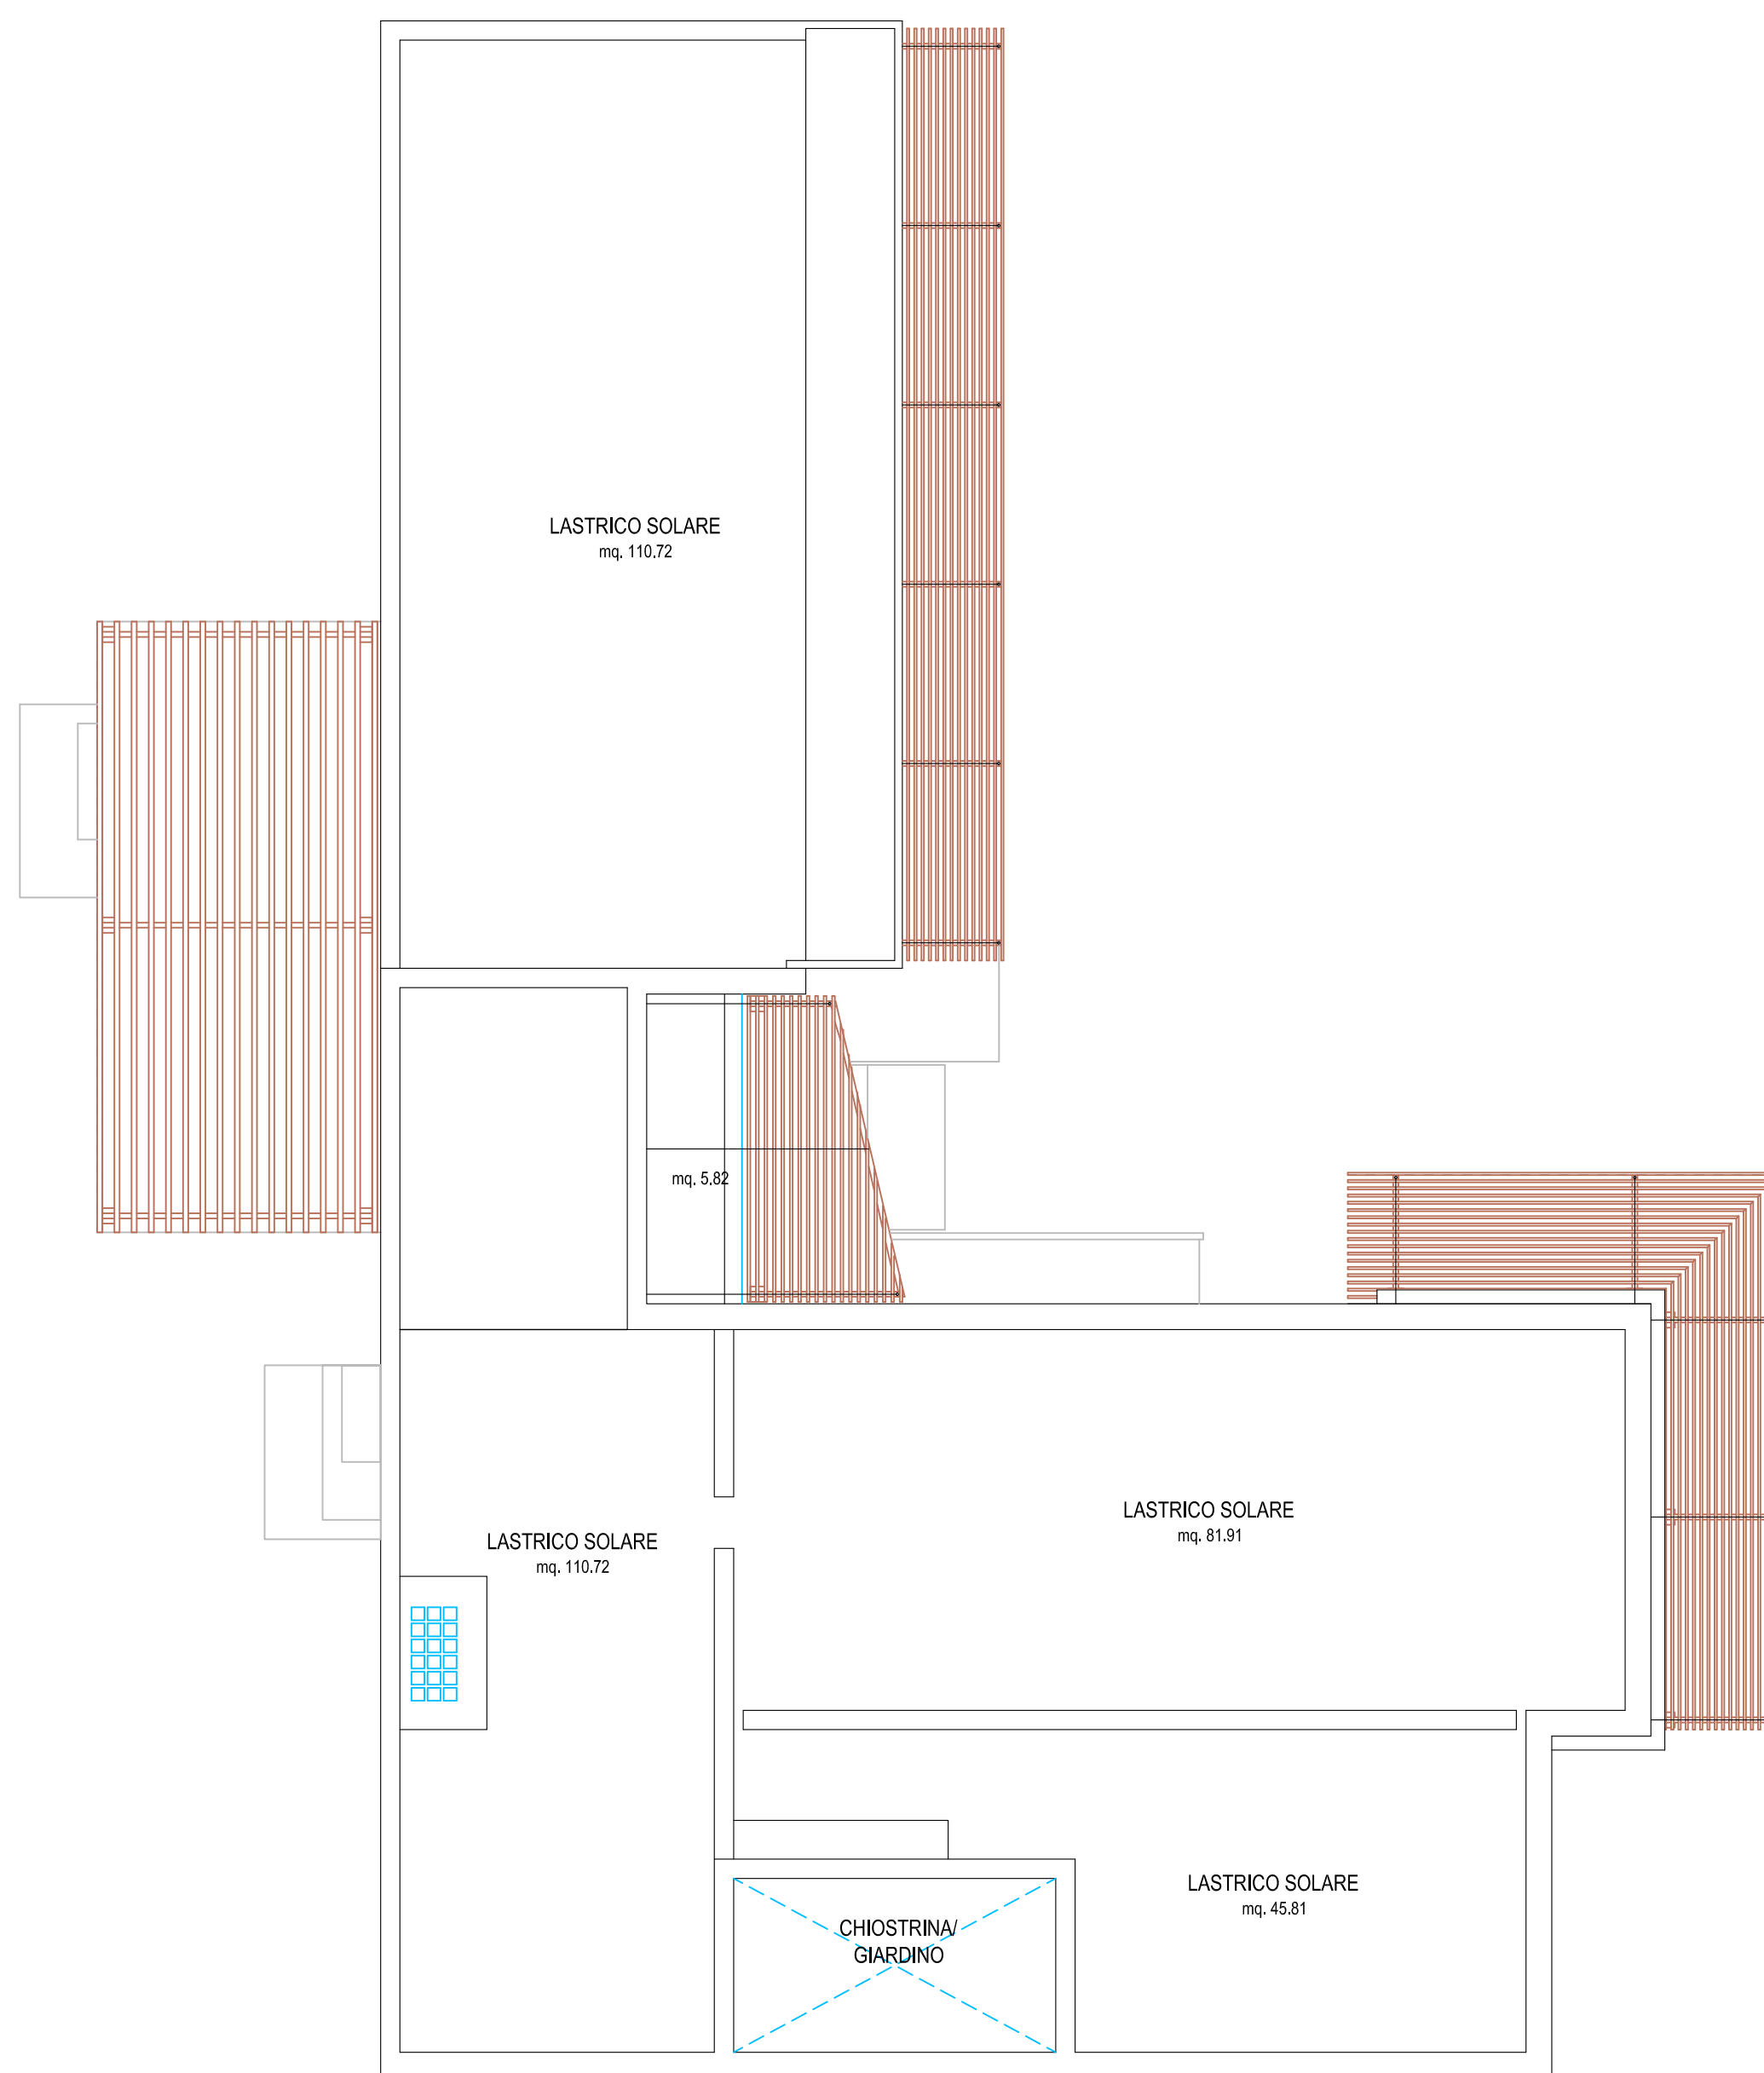 LASTRICO SOLARE
mq. 110.72
mq. 5.82
LASTRICO SOLARE
mq. 81.91
LASTRICO SOLARE
mq. 110.72
LASTRICO SOLARE
mq. 45.81
CHIOSTRINA/
GIARDINO